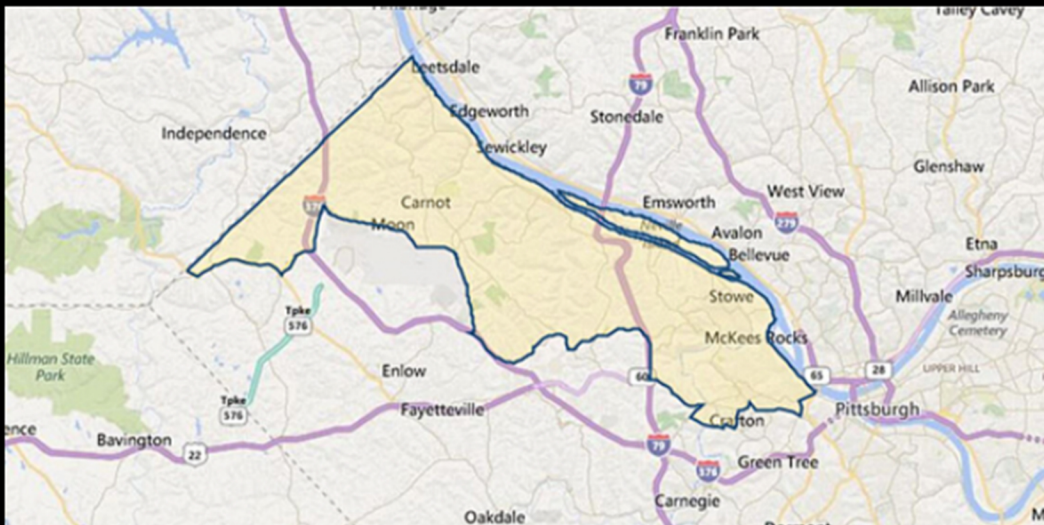 Ambridge
Talley Cavey
Franklin Park
Leetsdale
79
Allison Park
Edgeworth
Stonedale
Independence
Sewickley
Glenshaw
West View
Carnot
Emsworth
376
Moon
279
Avalon
Etna
Bellevue
Sharpsburg
Stowe
Millvale
Tpke
576
Allegheny
Cemetery
McKees Rocks
Hillman State
Park
Enlow
60
65
28
UPPER HILL
Tpke
576
Fayetteville
Pittsburgh
Crafton
ence
Bavington
22
79
376
Green Tree
Carnegie
Oakdale